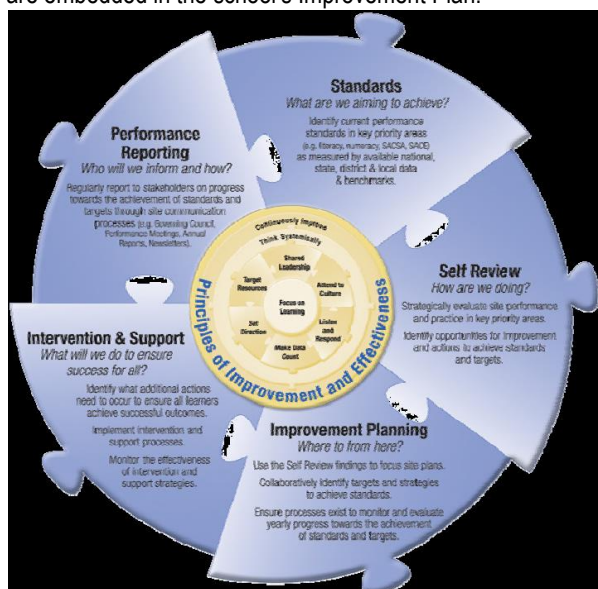 are embedded in the school's Improvement Plan.
Standards
What are we aiming to achieve?
Identify current performance
standards in key priority areas
(e.g. literacy, numeracy, SACSA, SACE)
as measured by available national,
state, district & local data
& benchmarks.
Self Review
How are we doing?
Strategically evaluate site performance
and practice in key priority areas.
Identify opportunities for improvement
and actions to achieve standards
and targets.
Improvement Planning
Where to from here?
Use the Self Review findings to focus site plans.
Collaboratively identify targets and strategies
to achieve standards.
Ensure processes exist to monitor and evaluate
yearly progress towards the achievement
of standards and targets.
Intervention & Support
What will we do to ensure
success for all?
Identify what additional actions
need to occur to ensure all learners
achieve successful outcomes.
Implement intervention and
support processes.
Monitor the effectiveness
of intervention and
support strategies.
Performance
Reporting
Who will we inform and how?
Regularly report to stakeholders on progress
towards the achievement of standards and
targets through site communication
processes (e.g. Governing Council,
Performance Meetings, Annual
Reports, Newsletters).
Principles of Improvement and Effectiveness
Continuously Improve
Think Systemically
Shared
Leadership
Attend to
Culture
Listen
and
Respond
Make Data
Count
Set
Direction
Target
Resources
Focus on
Learning